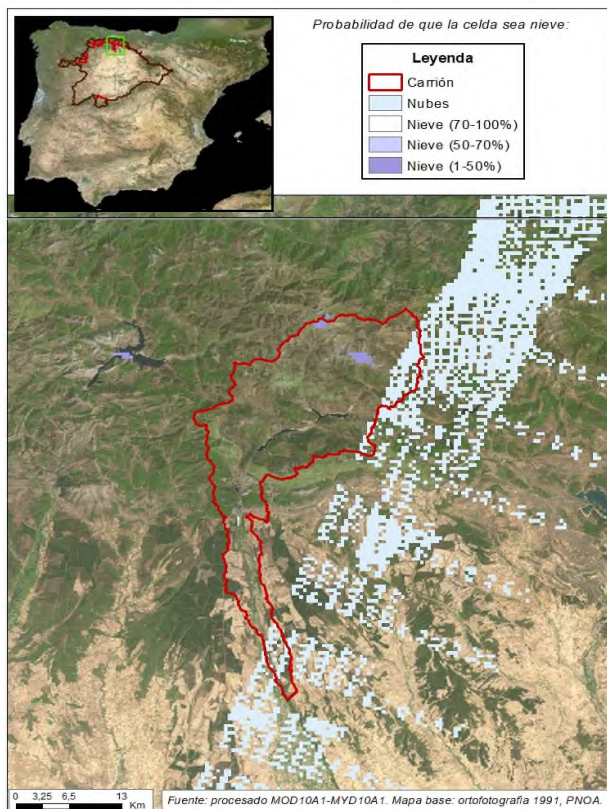 Probabilidad de que la celda sea nieve:
Leyenda
Carrión
Nubes
Nieve (70-100%)
Nieve (50-70%)
Nieve (1-50%)
0 3,25 6,5 13
Km
Fuente: procesado MOD10A1-MYD10A1. Mapa base: ortofotografia 1991, PNOA